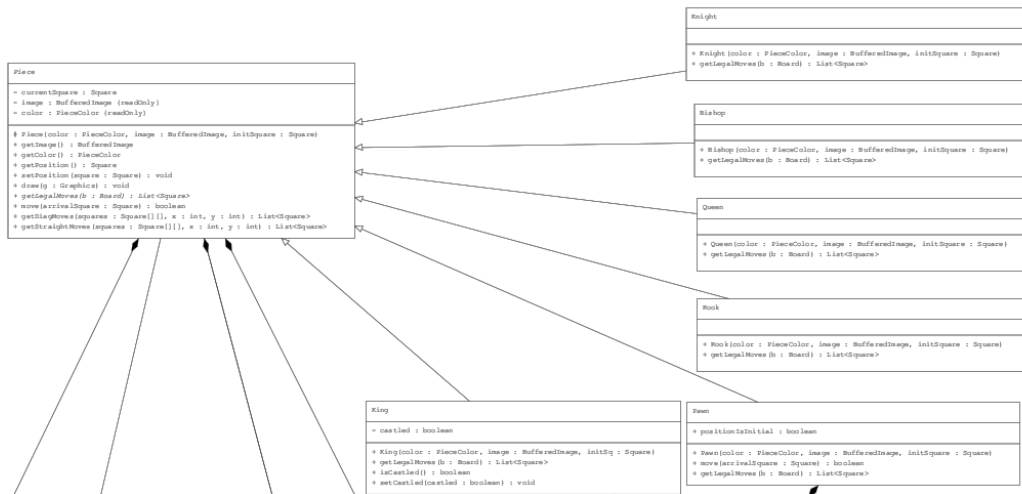 Piece
- currentSquare : Square
- image : BufferedImage (readOnly)
- color : PieceColor (readOnly)
# Piece(color : PieceColor, image : BufferedImage, initSquare : Square)
+ getImage() : BufferedImage
+ getColor() : PieceColor
+ getPosition() : Square
+ setPosition(square : Square) : void
+ draw(g : Graphics) : void
+ getLegalMoves(b : Board) : List<Square>
+ move(arrivalSquare : Square) : boolean
+ getDiagMoves(squares : Square[][], x : int, y : int) : List<Square>
+ getStraightMoves(squares : Square[][], x : int, y : int) : List<Square>
Knight
+ Knight(color : PieceColor, image : BufferedImage, initSquare : Square)
+ getLegalMoves(b : Board) : List<Square>
Bishop
+ Bishop(color : PieceColor, image : BufferedImage, initSquare : Square)
+ getLegalMoves(b : Board) : List<Square>
Queen
+ Queen(color : PieceColor, image : BufferedImage, initSquare : Square)
+ getLegalMoves(b : Board) : List<Square>
Rook
+ Rook(color : PieceColor, image : BufferedImage, initSquare : Square)
+ getLegalMoves(b : Board) : List<Square>
King
- castled : boolean
+ King(color : PieceColor, image : BufferedImage, initSq : Square)
+ getLegalMoves(b : Board) : List<Square>
+ isCastled() : boolean
+ setCastled(castled : boolean) : void
Pawn
+ positionIsInitial : boolean
+ Pawn(color : PieceColor, image : BufferedImage, initSquare : Square)
+ move(arrivalSquare : Square) : boolean
+ getLegalMoves(b : Board) : List<Square>